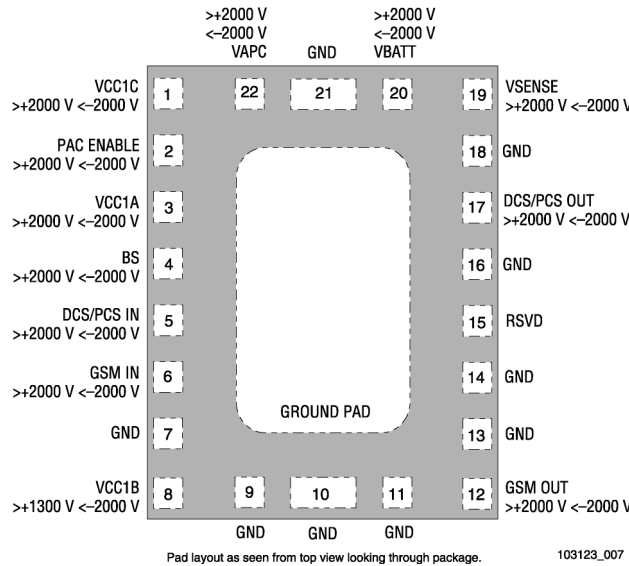 >+2000 V
<–2000 V
VAPC
GND
>+2000 V
<–2000 V
VBATT
VCC1C
>+2000 V <–2000 V
1
22
21
20
19
VSENSE
>+2000 V <–2000 V
PAC ENABLE
>+2000 V <–2000 V
2
18
GND
VCC1A
>+2000 V <–2000 V
3
17
DCS/PCS OUT
>+2000 V <–2000 V
BS
>+2000 V <–2000 V
4
16
GND
DCS/PCS IN
>+2000 V <–2000 V
5
15
RSVD
GSM IN
>+2000 V <–2000 V
6
14
GND
GROUND PAD
GND
7
13
GND
VCC1B
>+1300 V <–2000 V
8
9
10
11
12
GSM OUT
>+2000 V <–2000 V
GND
GND
GND
Pad layout as seen from top view looking through package.
103123_007